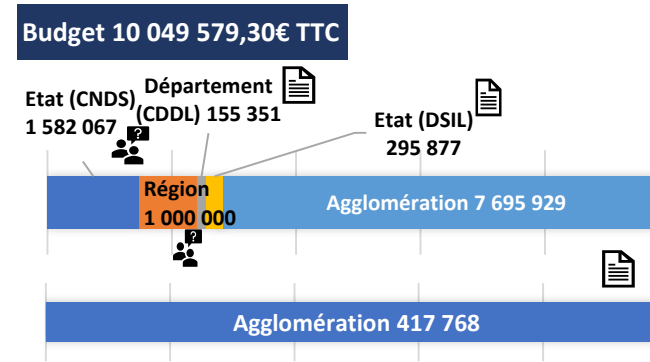 Budget 10 049 579,30€ TTC
Département
Etat (CNDS)
(CDDL) 155 351
1 582 067
Etat (DSIL)
295 877
?
Région
1 000 000
Agglomération 7 695 929
?
Agglomération 417 768